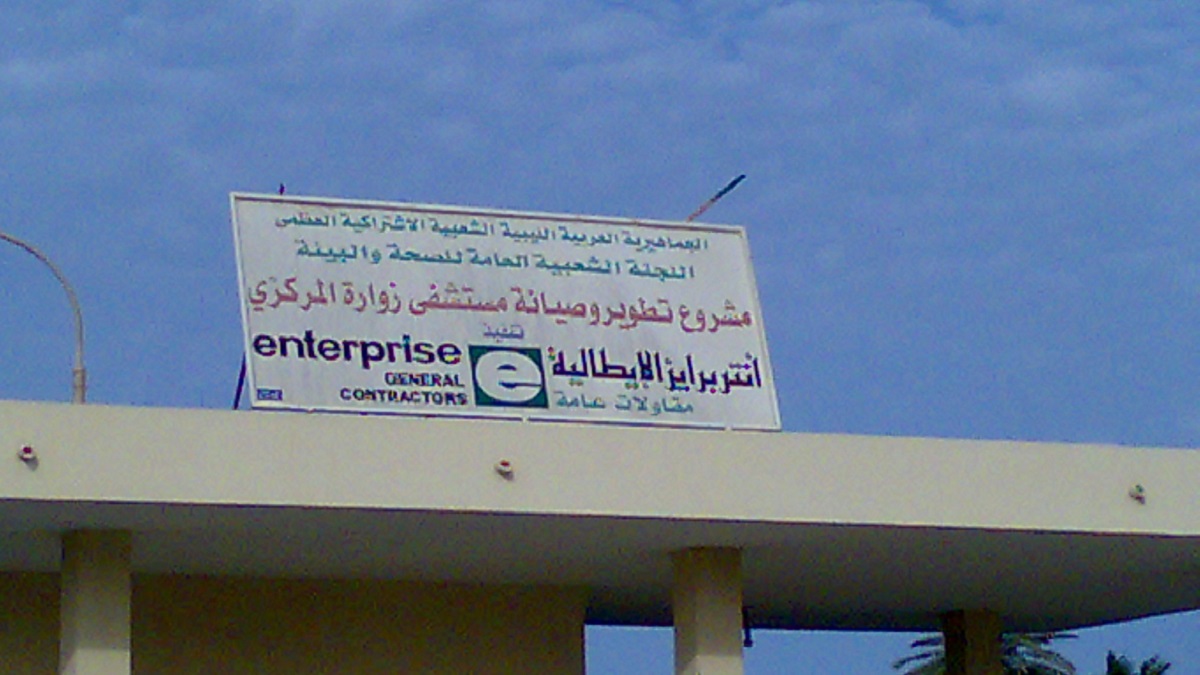 الجماهيرية العربية الليبية الشعبية الاشتراكية العظمى
اللجنة الشعبية العامة للصحة والبيئة
مشروع تطوير وصيانة مستشفى زوارة المركزي
تنفيذ
انتربرايز الإيطالية
e
enterprise
مقاولات عامة
GENERAL
CONTRACTORS